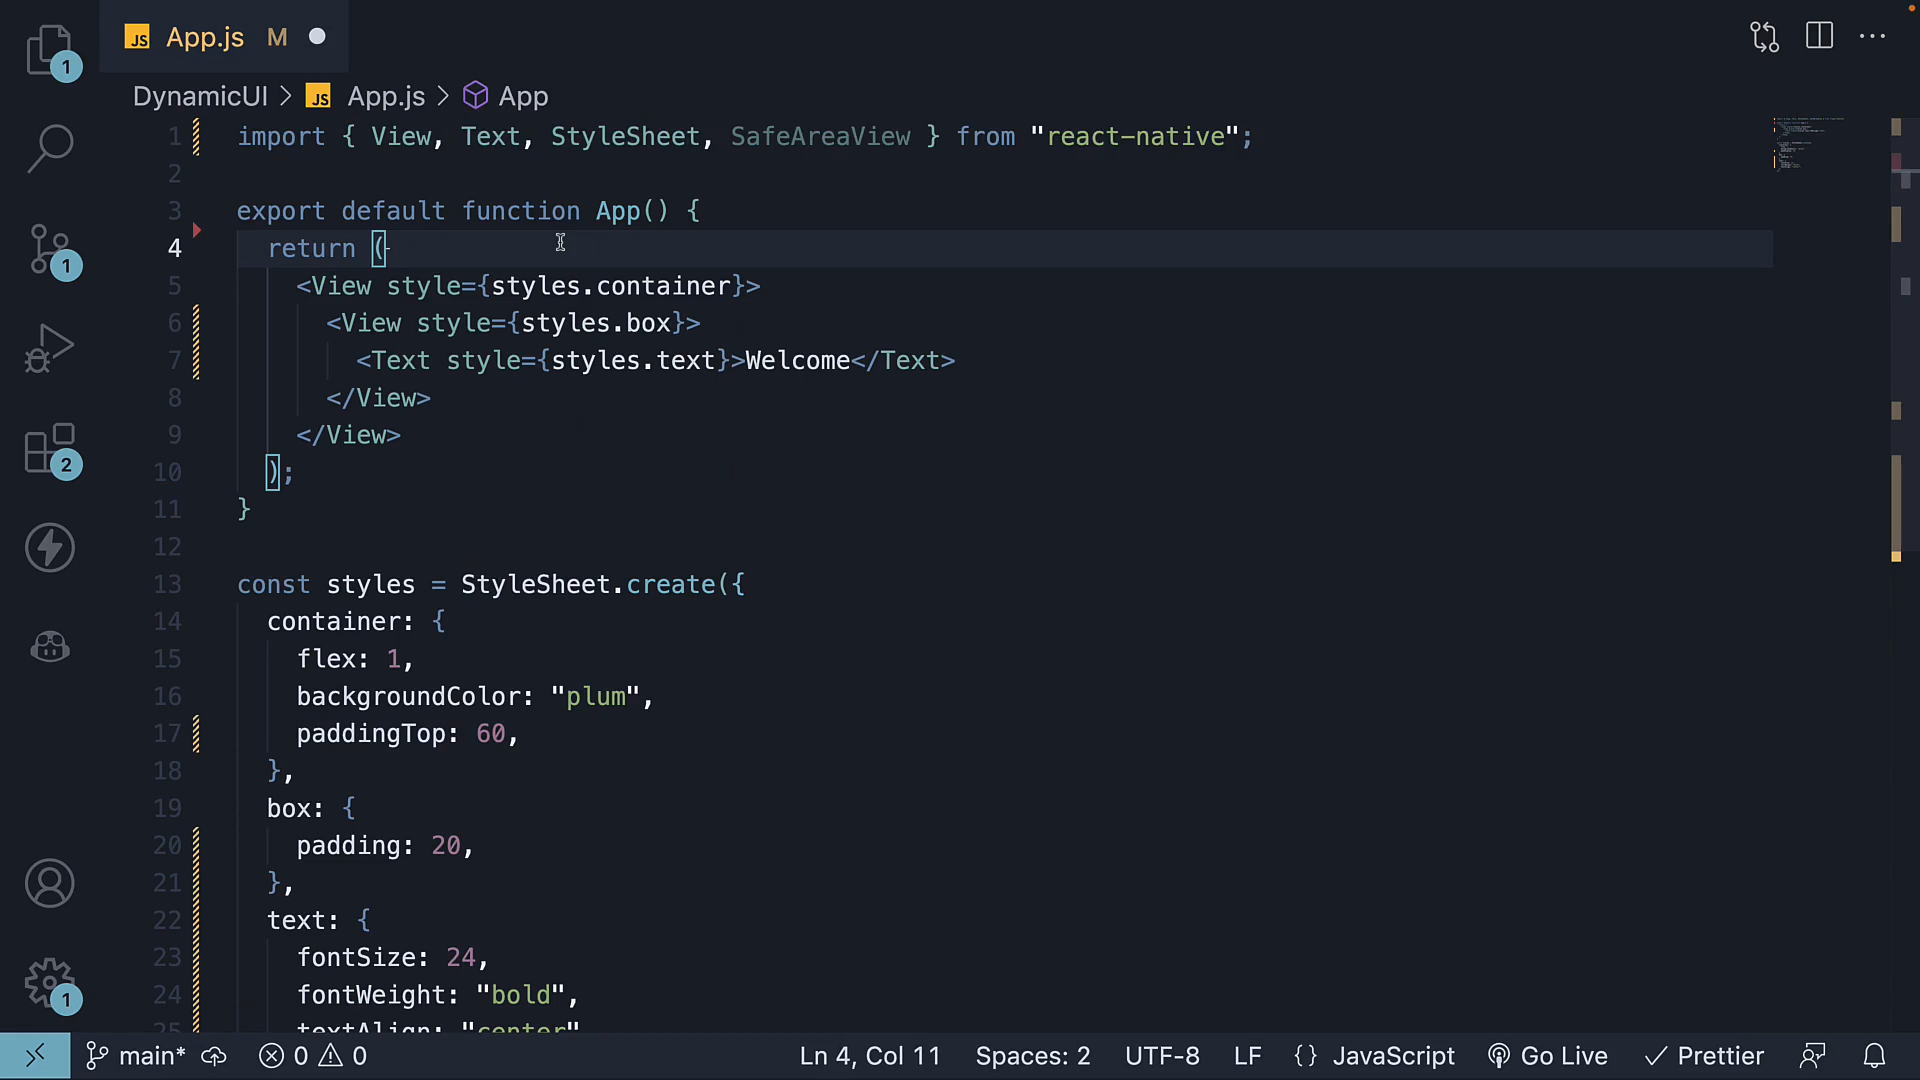 JS App.js M
DynamicUI > JS App.js > App
1 import { View, Text, StyleSheet, SafeAreaView } from "react-native";
2
3 export default function App() {
4 return (
5 <View style={styles.container}>
6 <View style={styles.box}>
7 <Text style={styles.text}>Welcome</Text>
8 </View>
9 </View>
10 );
11 }
12
13 const styles = StyleSheet.create({
14 container: {
15 flex: 1,
16 backgroundColor: "plum",
17 paddingTop: 60,
18 },
19 box: {
20 padding: 20,
21 },
22 text: {
23 fontSize: 24,
24 fontWeight: "bold",
25 textAlign: "center"
1
1
2
1
main* 0 0 Ln 4, Col 11 Spaces: 2 UTF-8 LF {} JavaScript Go Live Prettier